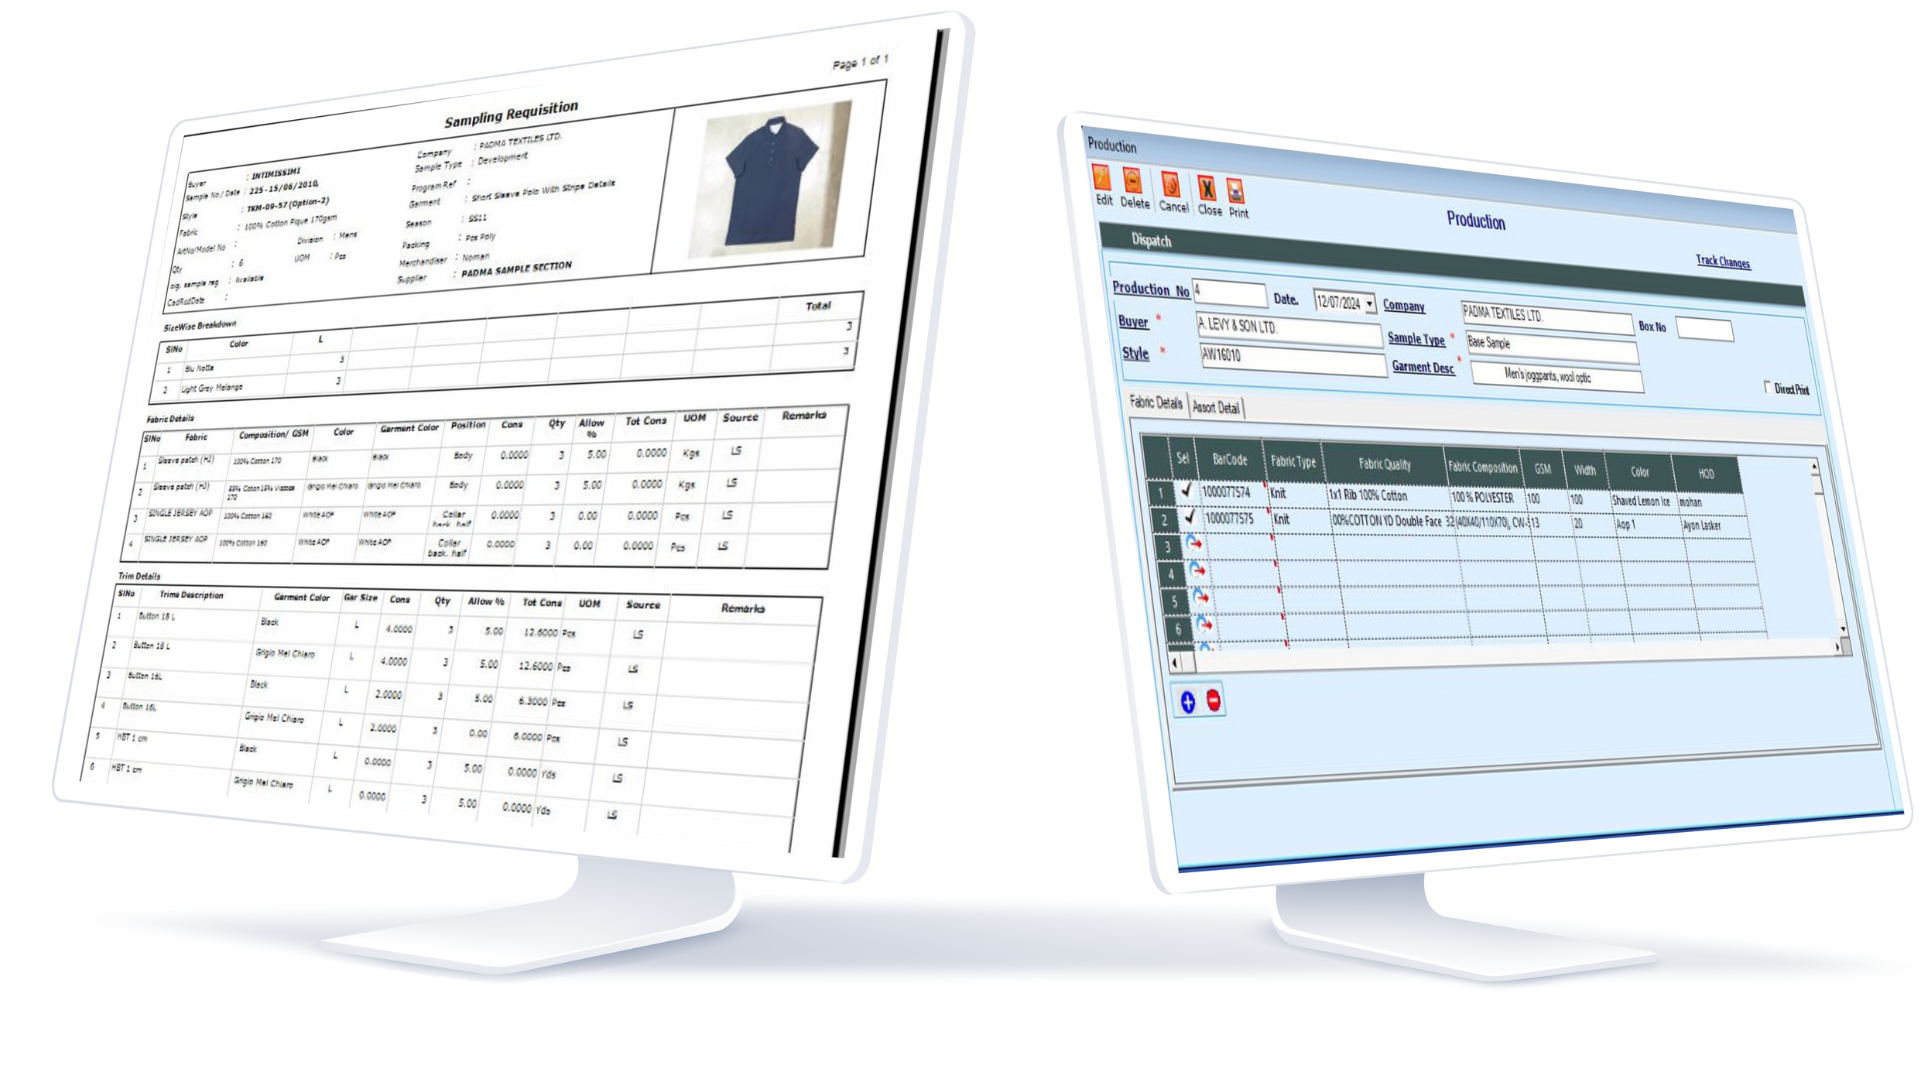 Page 1 of 1
Sampling Requisition
Buyer : INTIMISSIMI
Sample No / Date : 225 -15/06/2010,
Style : TKM-09-57 (Option-2)
Fabric : 100% Cotton Pique 170gsm
ArtNo/Model No : Division : Mens
Qty : 6 UOM : Pcs
sample req : Available
:
Company : PADMA TEXTILES LTD.
Sample Type : Development
Program Ref :
Garment : Short Sleeve Polo With Stripe Details
Season : SS11
Packing : Pcs Poly
Merchandiser : Noman
Supplier : PADMA SAMPLE SECTION
SizeWise Breakdown
SlNo Color L Total
1 Blu Notte 3 3
2 Light Grey Melange 3 3
Fabric Details
SlNo Fabric Composition/ GSM Color Garment Color Position Cons Qty Allow % Tot Cons UOM Source Remarks
1 Sleeve patch (HJ) 100% Cotton 170 Black Black Body 0.0000 3 5.00 0.0000 Kgs LS
2 Sleeve patch (HJ) 85% Coton 15% Viscose 170 Grigio Mel Chiaro Grigio Mel Chiaro Body 0.0000 3 5.00 0.0000 Kgs LS
3 SINGLE JERSEY AOP 100% Cotton 160 White AOP White AOP Collar back. half 0.0000 3 0.00 0.0000 Pcs LS
4 SINGLE JERSEY AOP 100% Cotton 160 White AOP White AOP Collar back. half 0.0000 3 0.00 0.0000 Pcs LS
Trim Details
SlNo Trims Description Garment Color Gar Size Cons Qty Allow % Tot Cons UOM Source Remarks
1 Button 18 L Black L 4.0000 3 5.00 12.6000 Pcs LS
2 Button 18 L Grigio Mel Chiaro L 4.0000 3 5.00 12.6000 Pcs LS
3 Button 16L Black L 2.0000 3 5.00 6.3000 Pcs LS
4 Button 16L Grigio Mel Chiaro L 2.0000 3 0.00 6.0000 Pcs LS
5 HBT 1 cm Black L 0.0000 3 5.00 0.0000 Yds LS
6 HBT 1 cm Grigio Mel Chiaro L 0.0000 3 5.00 0.0000 Yds LS
Production
Edit Delete Cancel Close Print
Production
Dispatch
Track Changes
Production No 4 Date. 12/07/2024 Company PADMA TEXTILES LTD. Box No
Buyer * A. LEVY & SON LTD. Sample Type * Base Sample
Style * AW16010 Garment Desc * Men's joggpants, wool optic
Direct Print
Fabric Details Assort Detail
Sel BarCode Fabric Type Fabric Quality Fabric Composition GSM Width Color HOD
1 1000077574 Knit 1x1 Rib 100% Cotton 100 % POLYESTER 100 100 Shaved Lemon Ice mohan
2 1000077575 Knit 00%COTTON YD Double Face 32(40X40/110X70), CW- 13 20 Aop 1 Ayon Lasker
3
4
5
6